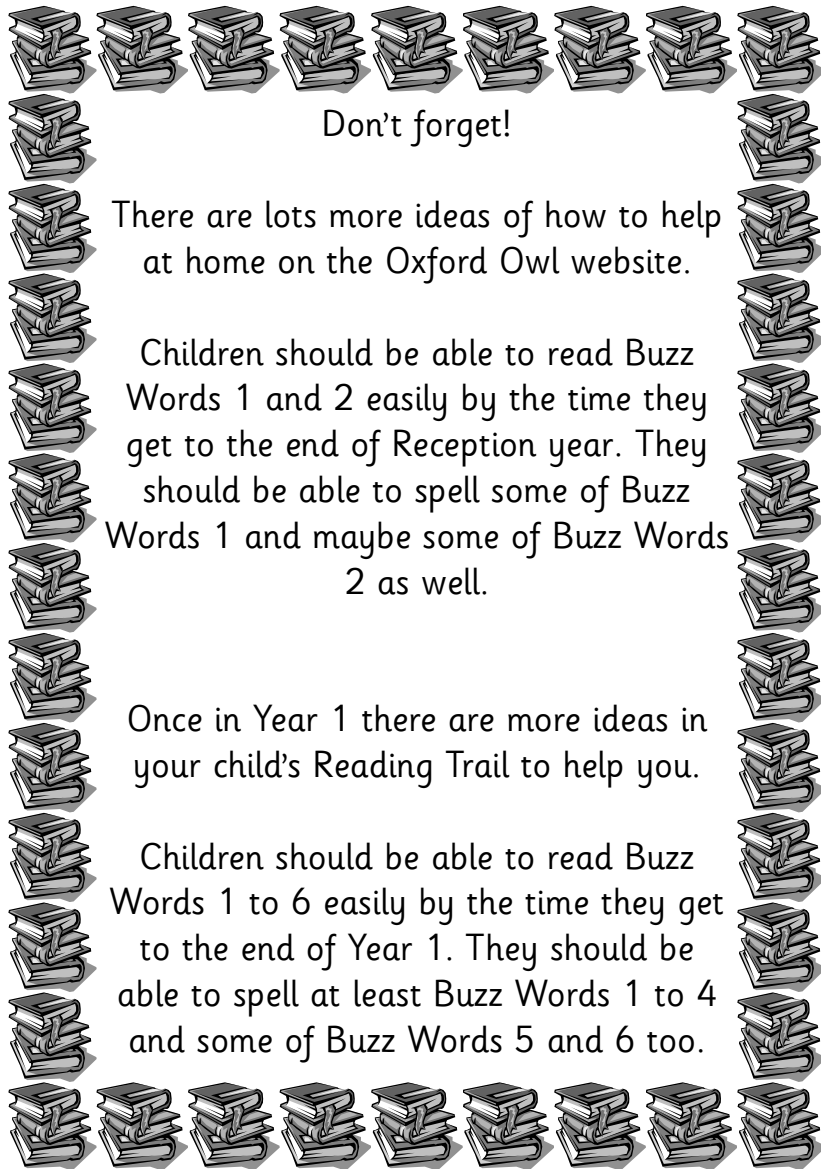 Don't forget!
There are lots more ideas of how to help
at home on the Oxford Owl website.
Children should be able to read Buzz
Words 1 and 2 easily by the time they
get to the end of Reception year. They
should be able to spell some of Buzz
Words 1 and maybe some of Buzz Words
2 as well.
Once in Year 1 there are more ideas in
your child's Reading Trail to help you.
Children should be able to read Buzz
Words 1 to 6 easily by the time they get
to the end of Year 1. They should be
able to spell at least Buzz Words 1 to 4
and some of Buzz Words 5 and 6 too.